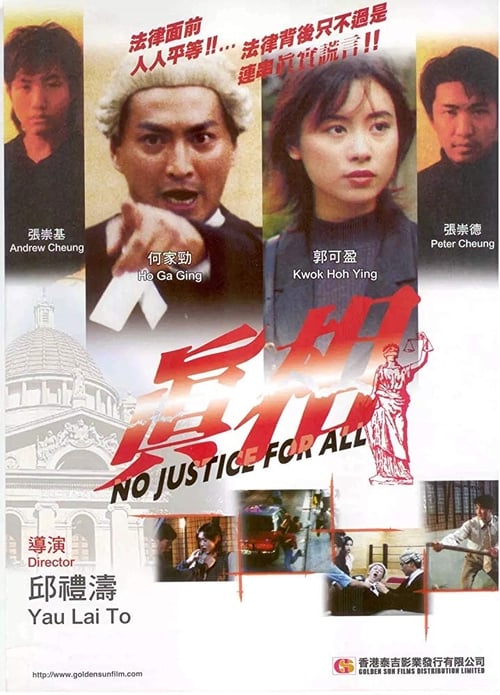 法律面前
人人平等!!... 法律背後只不過是
連串真實謊言!!
張崇基
Andrew Cheung
何家勁
Ho Ga Ging
郭可盈
Kwok Hoh Ying
張崇德
Peter Cheung
眞相
NO JUSTICE FOR ALL
導演
Director
邱禮濤
Yau Lai To
http://www.goldensunfilm.com
GS
香港泰吉影業發行有限公司
GOLDEN SUN FILMS DISTRIBUTION LIMITED